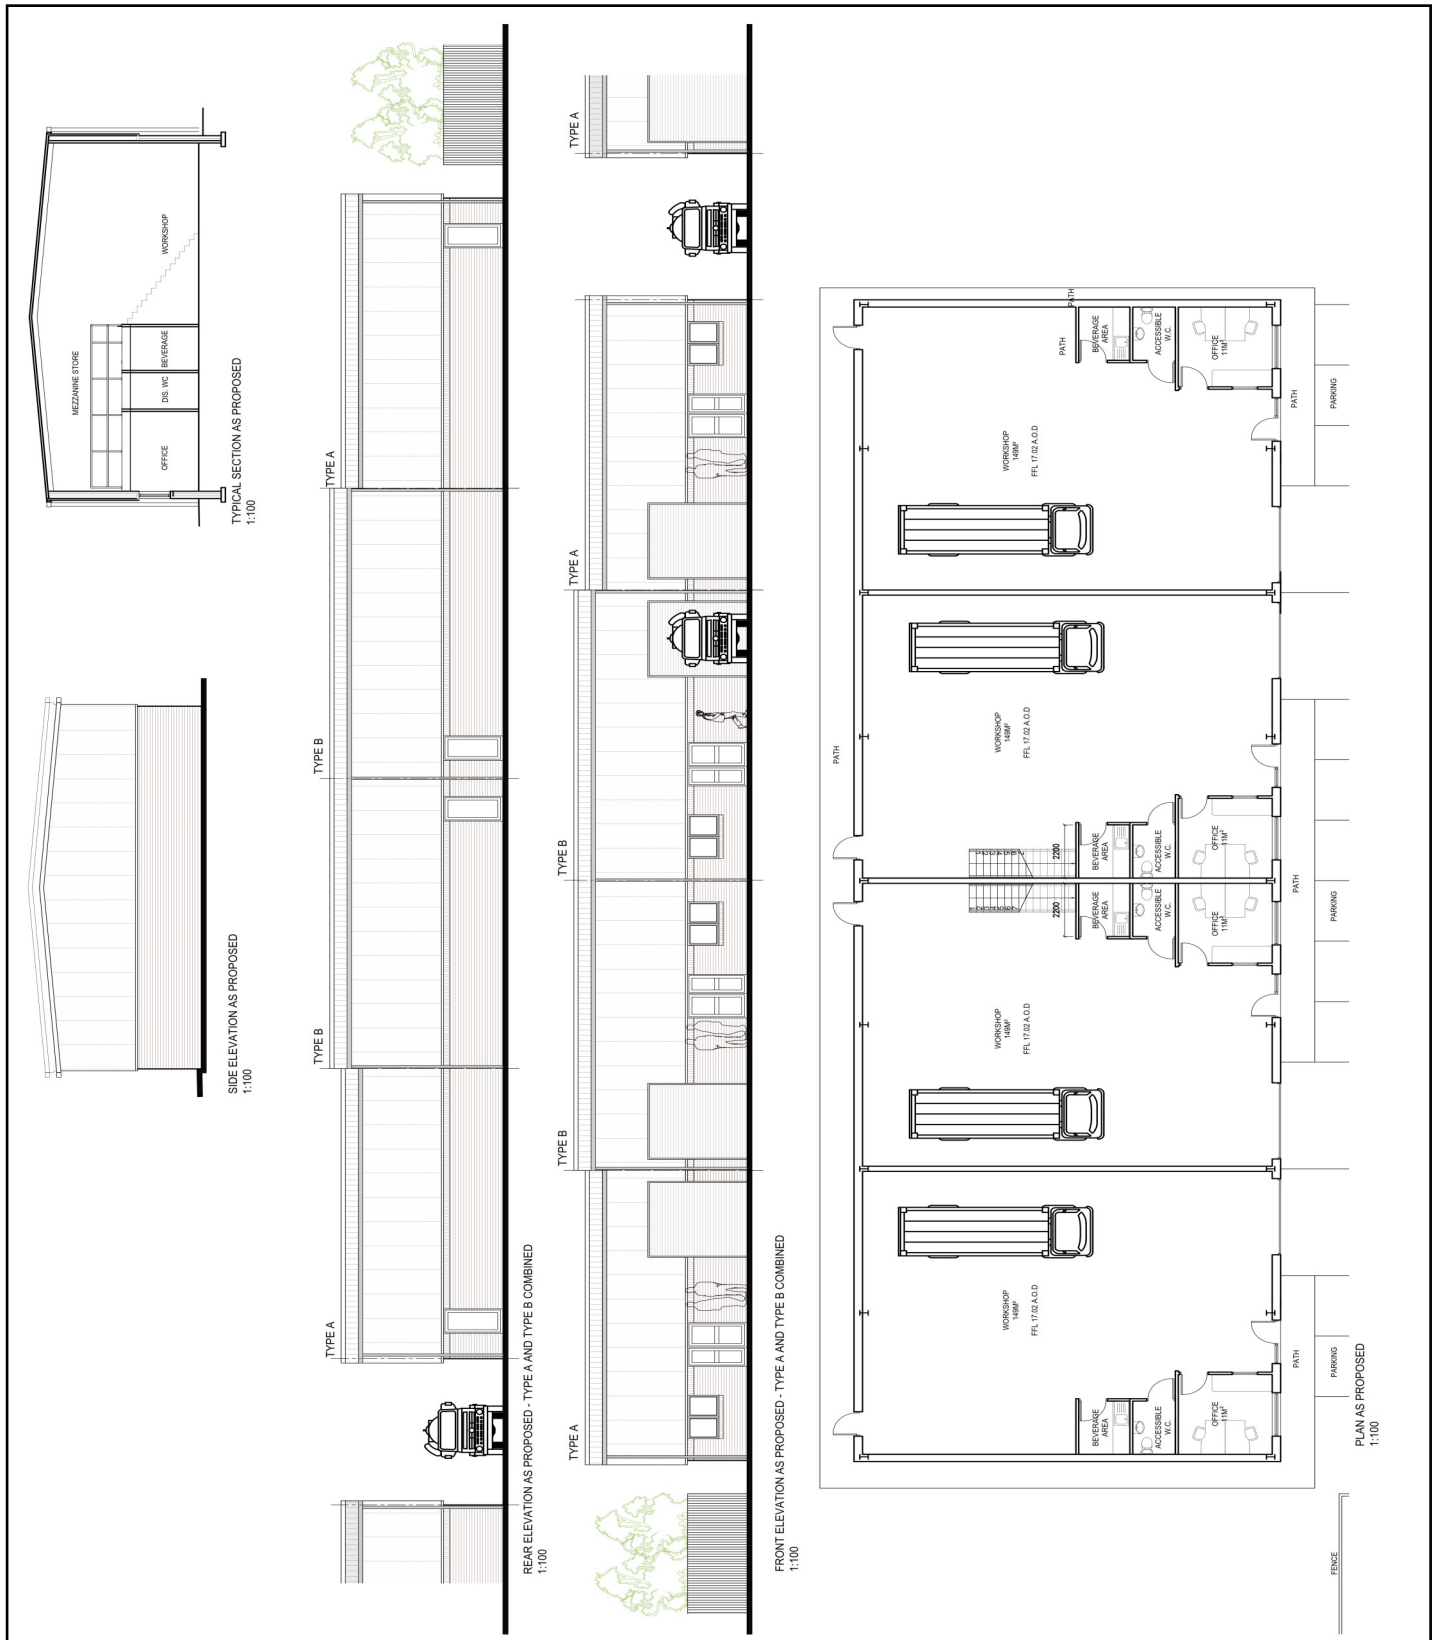 MEZZANINE STORE
OFFICE
DIS. WC
BEVERAGE
WORKSHOP
TYPICAL SECTION AS PROPOSED
1:100
SIDE ELEVATION AS PROPOSED
1:100
TYPE A
TYPE B
TYPE B
TYPE A
REAR ELEVATION AS PROPOSED - TYPE A AND TYPE B COMBINED
1:100
TYPE A
TYPE B
TYPE B
TYPE A
TYPE A
FRONT ELEVATION AS PROPOSED - TYPE A AND TYPE B COMBINED
1:100
PATH
PATH
PATH
WORKSHOP
149M²
FFL 17.02 A.O.D
BEVERAGE
AREA
ACCESSIBLE
W.C.
OFFICE
11M²
WORKSHOP
149M²
FFL 17.02 A.O.D
2200
BEVERAGE
AREA
ACCESSIBLE
W.C.
OFFICE
11M²
WORKSHOP
149M²
FFL 17.02 A.O.D
2200
BEVERAGE
AREA
ACCESSIBLE
W.C.
OFFICE
11M²
WORKSHOP
149M²
FFL 17.02 A.O.D
BEVERAGE
AREA
ACCESSIBLE
W.C.
OFFICE
11M²
PATH
PARKING
PATH
PARKING
PATH
PARKING
FENCE
PLAN AS PROPOSED
1:100